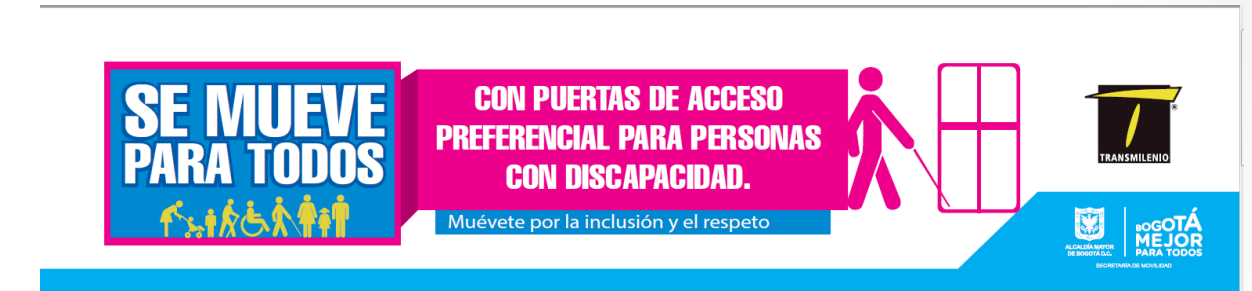 SE MUEVE
PARA TODOS
CON PUERTAS DE ACCESO
PREFERENCIAL PARA PERSONAS
CON DISCAPACIDAD.
Muévete por la inclusión y el respeto
TRANSMILENIO
ALCALDÍA MAYOR
DE BOGOTÁ D.C.
BOGOTÁ
MEJOR
PARA TODOS
SECRETARÍA DE MOVILIDAD